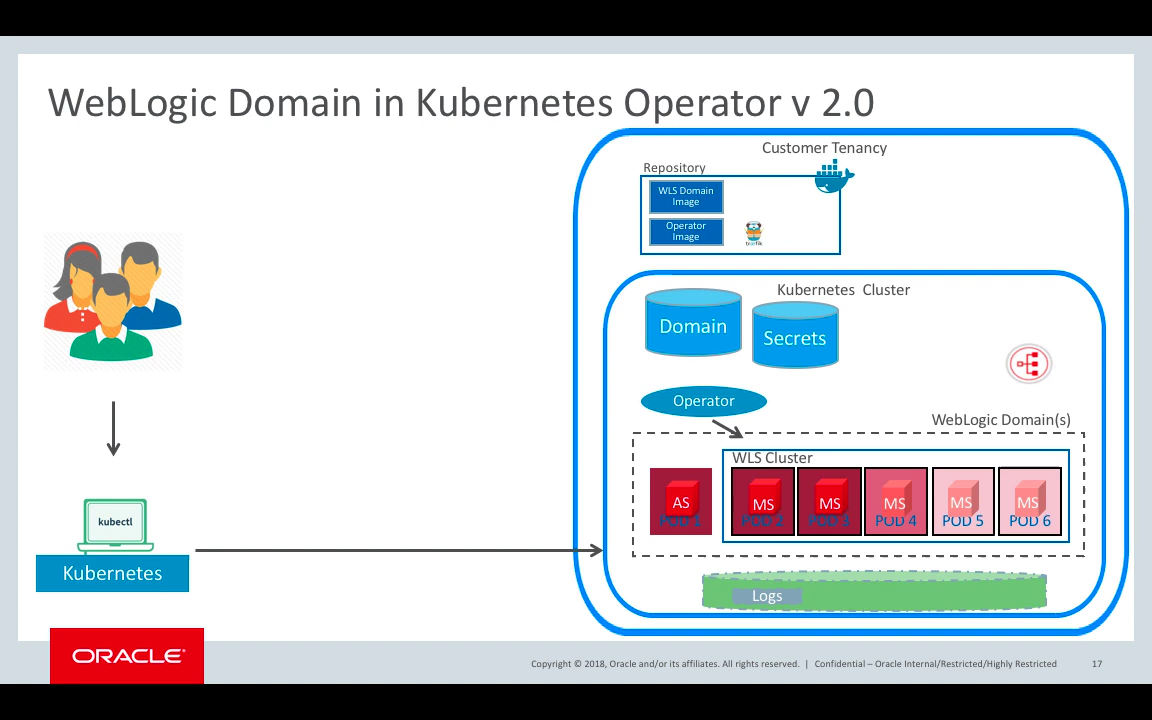 WebLogic Domain in Kubernetes Operator v 2.0
Customer Tenancy
Repository
WLS Domain
Image
Operator
Image
træfik
Kubernetes Cluster
Domain
Secrets
Operator
WebLogic Domain(s)
WLS Cluster
AS
MS
MS
MS
MS
MS
POD 1
POD 2
POD 3
POD 4
POD 5
POD 6
kubectl
Kubernetes
Logs
ORACLE®
Copyright © 2018, Oracle and/or its affiliates. All rights reserved. | Confidential – Oracle Internal/Restricted/Highly Restricted 17